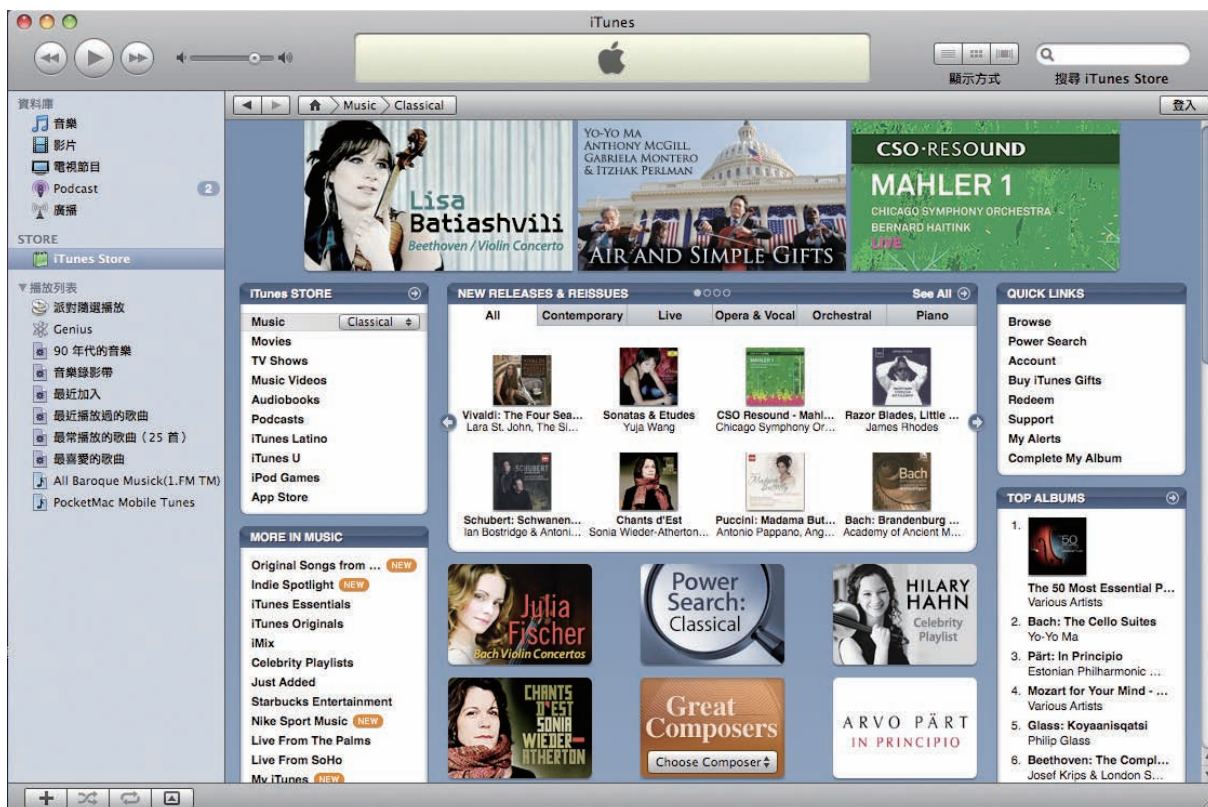 iTunes
顯示方式
搜尋 iTunes Store
資料庫
音樂
影片
電視節目
Podcast
2
廣播
STORE
iTunes Store
播放列表
派對隨選播放
Genius
90 年代的音樂
音樂錄影帶
最近加入
最近播放過的歌曲
最常播放的歌曲（25 首）
最喜愛的歌曲
All Baroque Musick(1.FM TM)
PocketMac Mobile Tunes
Music
Classical
登入
Lisa
Batiashvili
Beethoven / Violin Concerto
YO-YO MA
ANTHONY MCGILL,
GABRIELA MONTERO
& ITZHAK PERLMAN
AIR AND SIMPLE GIFTS
CSO·RESOUND
MAHLER 1
CHICAGO SYMPHONY ORCHESTRA
BERNARD HAITINK
LIVE
iTunes STORE
Music
Classical
Movies
TV Shows
Music Videos
Audiobooks
Podcasts
iTunes Latino
iTunes U
iPod Games
App Store
MORE IN MUSIC
Original Songs from ... NEW
Indie Spotlight NEW
iTunes Essentials
iTunes Originals
iMix
Celebrity Playlists
Just Added
Starbucks Entertainment
Nike Sport Music NEW
Live From The Palms
Live From SoHo
My iTunes NEW
NEW RELEASES & REISSUES
See All
All
Contemporary
Live
Opera & Vocal
Orchestral
Piano
Vivaldi: The Four Sea...
Lara St. John, The Si...
Sonatas & Etudes
Yuja Wang
MAHLER 1
CSO Resound - Mahl...
Chicago Symphony Or...
Razor Blades, Little ...
James Rhodes
SCHUBERT
Schubert: Schwanen...
Ian Bostridge & Antoni...
Chants d'Est
Sonia Wieder-Atherton...
Puccini: Madama But...
Antonio Pappano, Ang...
Bach
Bach: Brandenburg ...
Academy of Ancient M...
Julia
Fischer
Bach Violin Concertos
Power
Search:
Classical
HILARY
HAHN
Celebrity
Playlist
CHANTS
D'EST
SONIA
WIEDER-
ATHERTON
Great
Composers
Choose Composer
ARVO PÄRT
IN PRINCIPIO
QUICK LINKS
Browse
Power Search
Account
Buy iTunes Gifts
Redeem
Support
My Alerts
Complete My Album
TOP ALBUMS
1.
50
The 50 Most Essential P...
Various Artists
2. Bach: The Cello Suites
Yo-Yo Ma
3. Pärt: In Principio
Estonian Philharmonic ...
4. Mozart for Your Mind - ...
Various Artists
5. Glass: Koyaanisqatsi
Philip Glass
6. Beethoven: The Compl...
Josef Krips & London S...